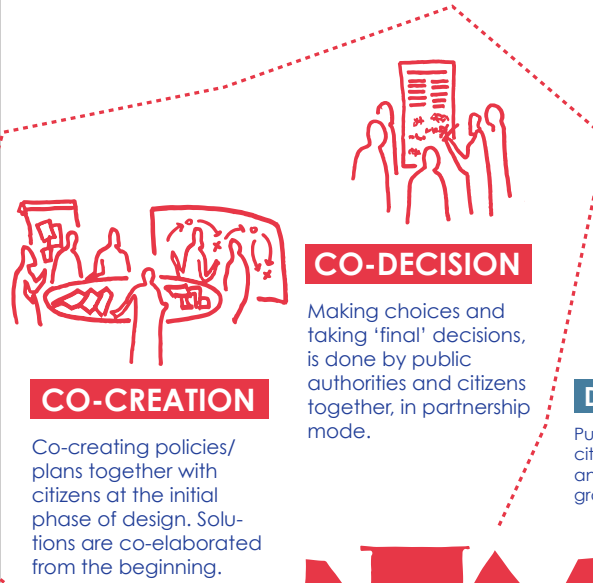 CO-DECISION
Making choices and
taking ‘final’ decisions,
is done by public
authorities and citizens
together, in partnership
mode.
CO-CREATION
Co-creating policies/
plans together with
citizens at the initial
phase of design. Solu-
tions are co-elaborated
from the beginning.